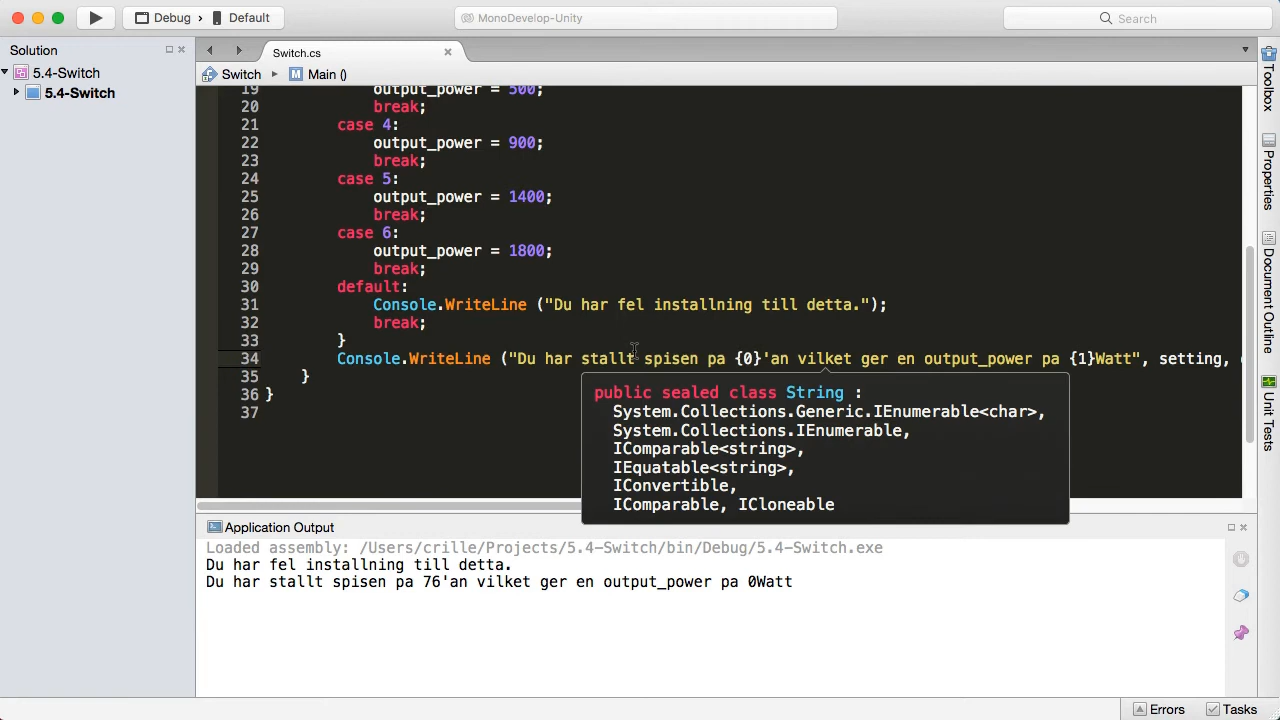 Debug › Default
MonoDevelop-Unity
Search
Solution
5.4-Switch
5.4-Switch
Switch.cs
Switch ▸ Main ()
19 output_power = 500;
20 break;
21 case 4:
22 output_power = 900;
23 break;
24 case 5:
25 output_power = 1400;
26 break;
27 case 6:
28 output_power = 1800;
29 break;
30 default:
31 Console.WriteLine ("Du har fel installning till detta.");
32 break;
33 }
34 Console.WriteLine ("Du har stallt spisen pa {0}'an vilket ger en output_power pa {1}Watt", setting,
35 }
36 }
37
public sealed class String :
System.Collections.Generic.IEnumerable<char>,
System.Collections.IEnumerable,
IComparable<string>,
IEquatable<string>,
IConvertible,
IComparable, ICloneable
Application Output
Loaded assembly: /Users/crille/Projects/5.4-Switch/bin/Debug/5.4-Switch.exe
Du har fel installning till detta.
Du har stallt spisen pa 76'an vilket ger en output_power pa 0Watt
Toolbox
Properties
Document Outline
Unit Tests
Errors
Tasks